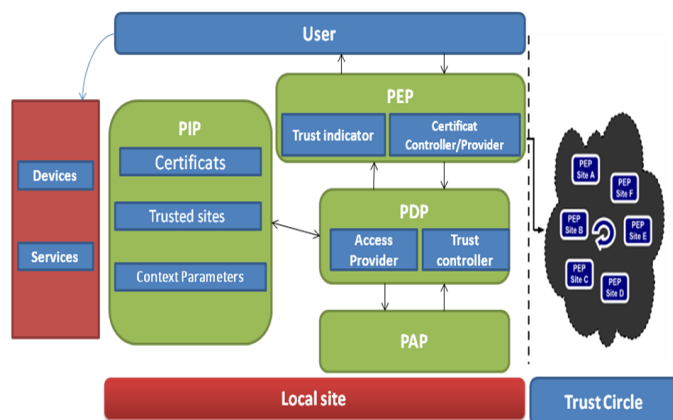 User
PEP
Trust indicator
Certificat
Controller/Provider
PIP
Certificats
Trusted sites
Context Parameters
Devices
Services
PDP
Access
Provider
Trust
controller
PAP
PEP
Site A
PEP
Site F
PEP
Site B
PEP
Site E
PEP
Site C
PEP
Site D
Local site
Trust Circle